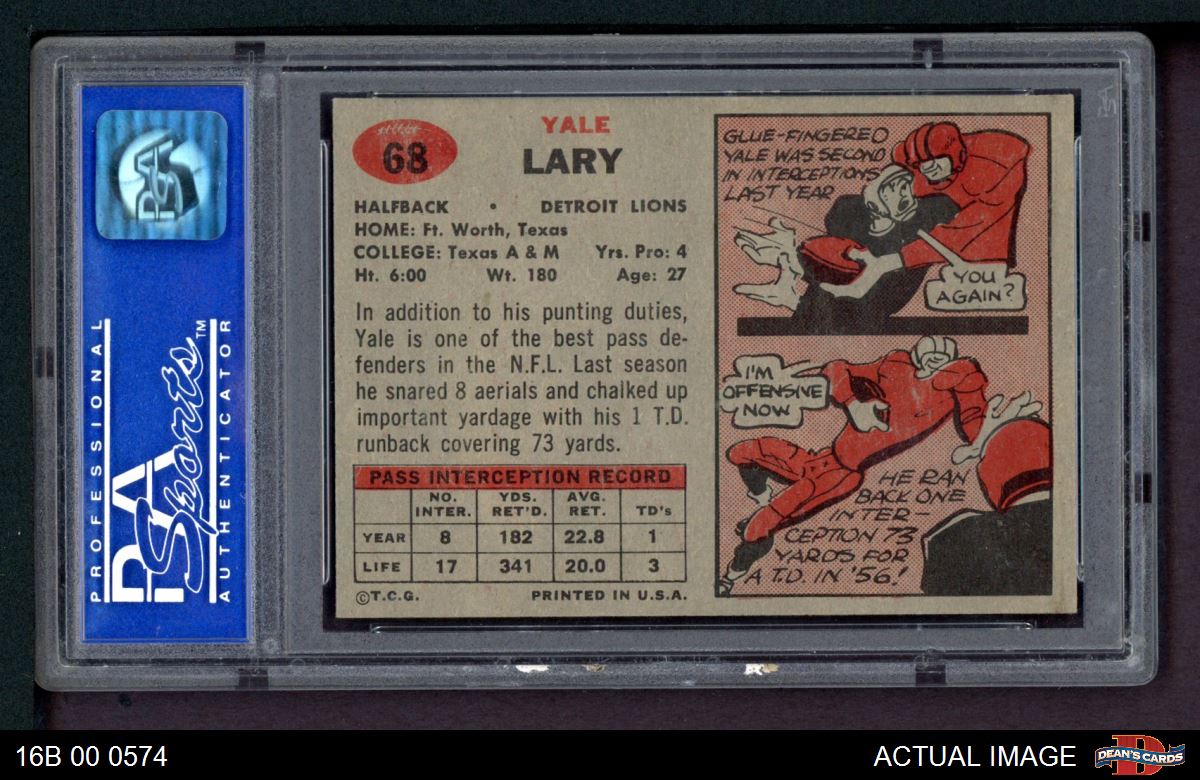 PSA
PROFESSIONAL
PSA Sports™
AUTHENTICATOR
68
YALE
LARY
HALFBACK • DETROIT LIONS
HOME: Ft. Worth, Texas
COLLEGE: Texas A & M Yrs. Pro: 4
Ht. 6:00 Wt. 180 Age: 27
In addition to his punting duties,
Yale is one of the best pass de-
fenders in the N.F.L. Last season
he snared 8 aerials and chalked up
important yardage with his 1 T.D.
runback covering 73 yards.
PASS INTERCEPTION RECORD
NO. YDS. AVG.
INTER. RET'D. RET. TD's
YEAR 8 182 22.8 1
LIFE 17 341 20.0 3
©T.C.G. PRINTED IN U.S.A.
GLUE-FINGERED
YALE WAS SECOND
IN INTERCEPTIONS
LAST YEAR
YOU
AGAIN?
I'M
OFFENSIVE
NOW
HE RAN
BACK ONE
INTER-
CEPTION 73
YARDS FOR
A T.D. IN '56!
16B 00 0574
ACTUAL IMAGE
DEAN'S CARDS